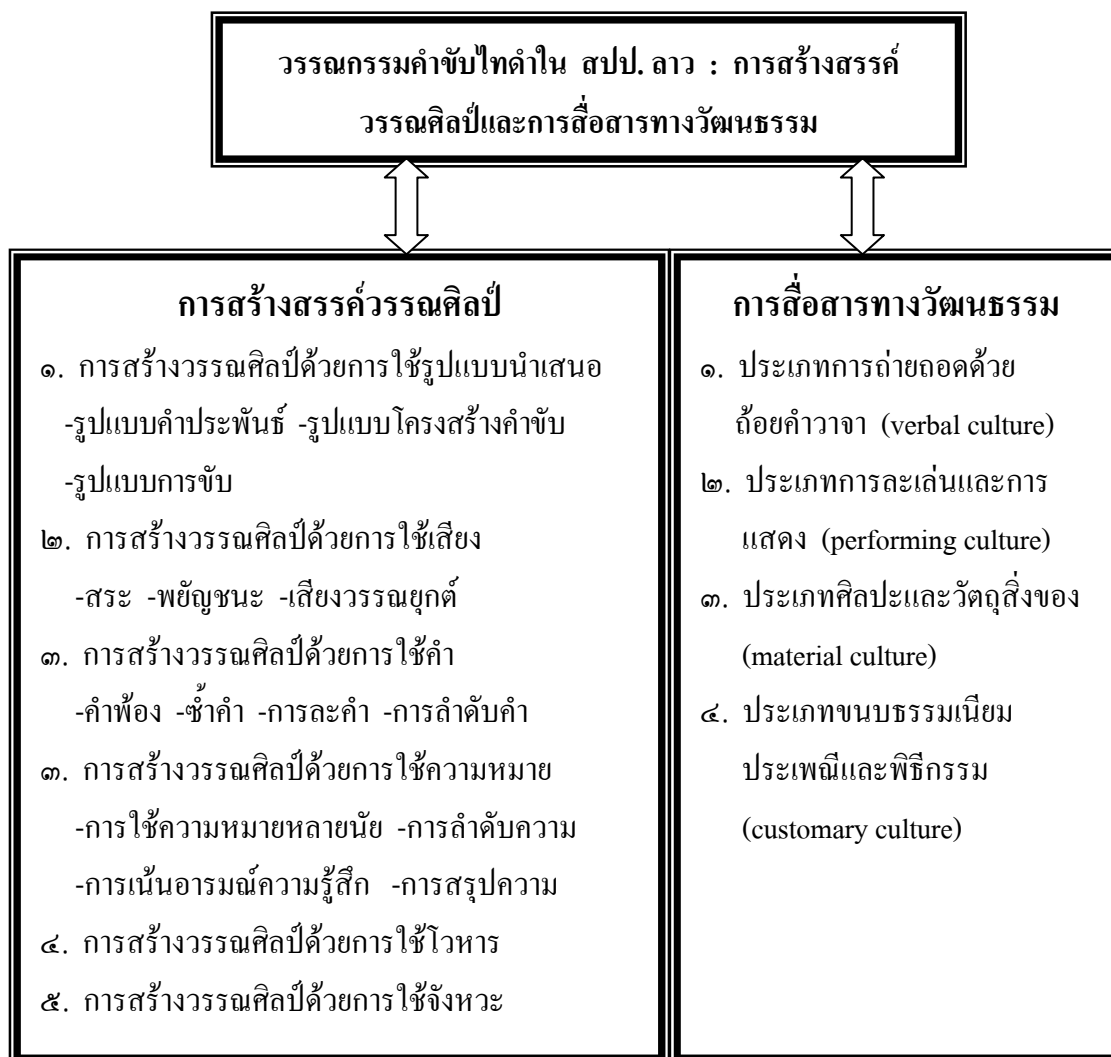 วรรณกรรมคำขับไทดำใน สปป. ลาว : การสร้างสรรค์
วรรณศิลป์และการสื่อสารทางวัฒนธรรม
การสร้างสรรค์วรรณศิลป์
๑. การสร้างวรรณศิลป์ด้วยการใช้รูปแบบนำเสนอ
-รูปแบบคำประพันธ์ -รูปแบบโครงสร้างคำขับ
-รูปแบบการขับ
๒. การสร้างวรรณศิลป์ด้วยการใช้เสียง
-สระ -พยัญชนะ -เสียงวรรณยุกต์
๓. การสร้างวรรณศิลป์ด้วยการใช้คำ
-คำพ้อง -ซ้ำคำ -การละคำ -การลำดับคำ
๓. การสร้างวรรณศิลป์ด้วยการใช้ความหมาย
-การใช้ความหมายหลายนัย -การลำดับความ
-การเน้นอารมณ์ความรู้สึก -การสรุปความ
๔. การสร้างวรรณศิลป์ด้วยการใช้โวหาร
๕. การสร้างวรรณศิลป์ด้วยการใช้จังหวะ
การสื่อสารทางวัฒนธรรม
๑. ประเภทการถ่ายถอดด้วย
ถ้อยคำวาจา (verbal culture)
๒. ประเภทการละเล่นและการ
แสดง (performing culture)
๓. ประเภทศิลปะและวัตถุสิ่งของ
(material culture)
๔. ประเภทขนบธรรมเนียม
ประเพณีและพิธีกรรม
(customary culture)